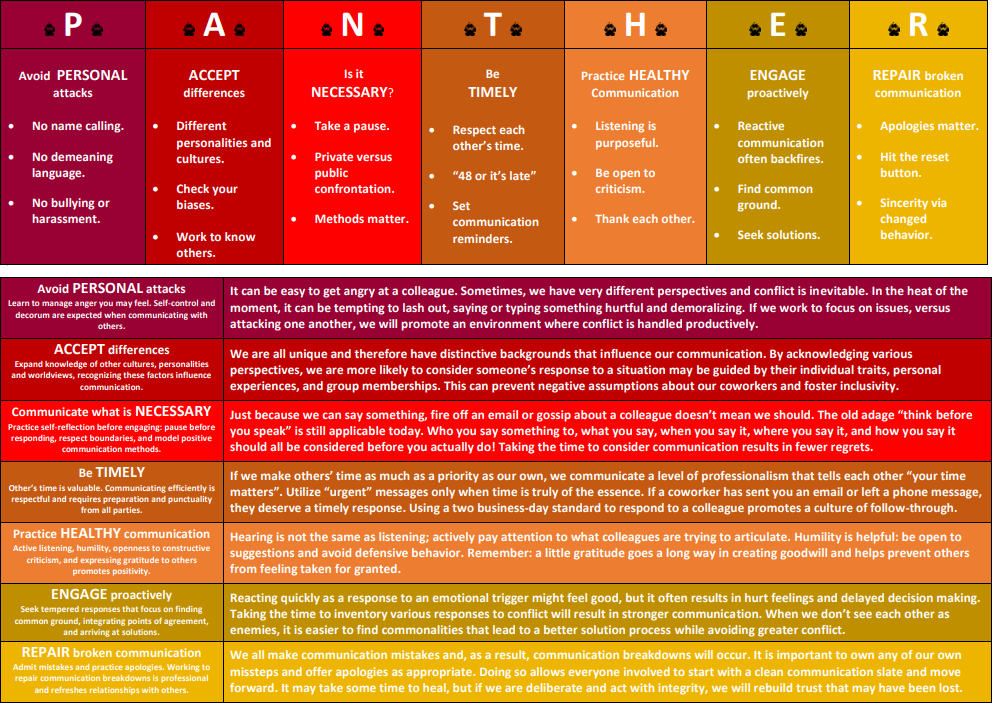 P A N T H E R
Avoid PERSONAL
attacks
No name calling.
No demeaning
language.
No bullying or
harassment.
ACCEPT
differences
Different
personalities and
cultures.
Check your
biases.
Work to know
others.
Is it
NECESSARY?
Take a pause.
Private versus
public
confrontation.
Methods matter.
Be
TIMELY
Respect each
other's time.
“48 or it's late”
Set
communication
reminders.
Practice HEALTHY
Communication
Listening is
purposeful.
Be open to
criticism.
Thank each other.
ENGAGE
proactively
Reactive
communication
often backfires.
Find common
ground.
Seek solutions.
REPAIR broken
communication
Apologies matter.
Hit the reset
button.
Sincerity via
changed
behavior.
Avoid PERSONAL attacks
Learn to manage anger you may feel. Self-control and
decorum are expected when communicating with
others.
It can be easy to get angry at a colleague. Sometimes, we have very different perspectives and conflict is inevitable. In the heat of the
moment, it can be tempting to lash out, saying or typing something hurtful and demoralizing. If we work to focus on issues, versus
attacking one another, we will promote an environment where conflict is handled productively.
ACCEPT differences
Expand knowledge of other cultures, personalities
and worldviews, recognizing these factors influence
communication.
We are all unique and therefore have distinctive backgrounds that influence our communication. By acknowledging various
perspectives, we are more likely to consider someone's response to a situation may be guided by their individual traits, personal
experiences, and group memberships. This can prevent negative assumptions about our coworkers and foster inclusivity.
Communicate what is NECESSARY
Practice self-reflection before engaging: pause before
responding, respect boundaries, and model positive
communication methods.
Just because we can say something, fire off an email or gossip about a colleague doesn't mean we should. The old adage “think before
you speak” is still applicable today. Who you say something to, what you say, when you say it, where you say it, and how you say it
should all be considered before you actually do! Taking the time to consider communication results in fewer regrets.
Be TIMELY
Other's time is valuable. Communicating efficiently is
respectful and requires preparation and punctuality
from all parties.
If we make others' time as much as a priority as our own, we communicate a level of professionalism that tells each other “your time
matters”. Utilize “urgent” messages only when time is truly of the essence. If a coworker has sent you an email or left a phone message,
they deserve a timely response. Using a two business-day standard to respond to a colleague promotes a culture of follow-through.
Practice HEALTHY communication
Active listening, humility, openness to constructive
criticism, and expressing gratitude to others
promotes positivity.
Hearing is not the same as listening; actively pay attention to what colleagues are trying to articulate. Humility is helpful: be open to
suggestions and avoid defensive behavior. Remember: a little gratitude goes a long way in creating goodwill and helps prevent others
from feeling taken for granted.
ENGAGE proactively
Seek tempered responses that focus on finding
common ground, integrating points of agreement,
and arriving at solutions.
Reacting quickly as a response to an emotional trigger might feel good, but it often results in hurt feelings and delayed decision making.
Taking the time to inventory various responses to conflict will result in stronger communication. When we don't see each other as
enemies, it is easier to find commonalities that lead to a better solution process while avoiding greater conflict.
REPAIR broken communication
Admit mistakes and practice apologies. Working to
repair communication breakdowns is professional
and refreshes relationships with others.
We all make communication mistakes and, as a result, communication breakdowns will occur. It is important to own any of our own
missteps and offer apologies as appropriate. Doing so allows everyone involved to start with a clean communication slate and move
forward. It may take some time to heal, but if we are deliberate and act with integrity, we will rebuild trust that may have been lost.